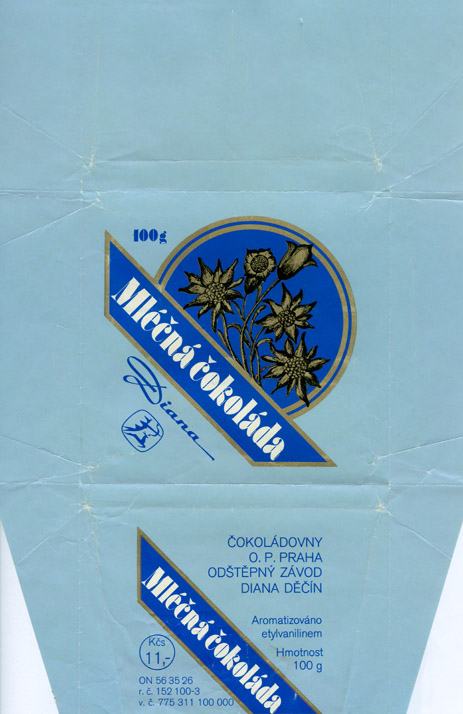 100g
Mléčná čokoláda
Diana
ČOKOLÁDOVNY
O. P. PRAHA
ODŠTĚPNÝ ZÁVOD
DIANA DĚČÍN
Mléčná čokoláda
Aromatizováno
etylvanilinem
Hmotnost
100 g
Kčs
11,-
ON 56 35 26
r. č. 152 100-3
v. č. 775 311 100 000